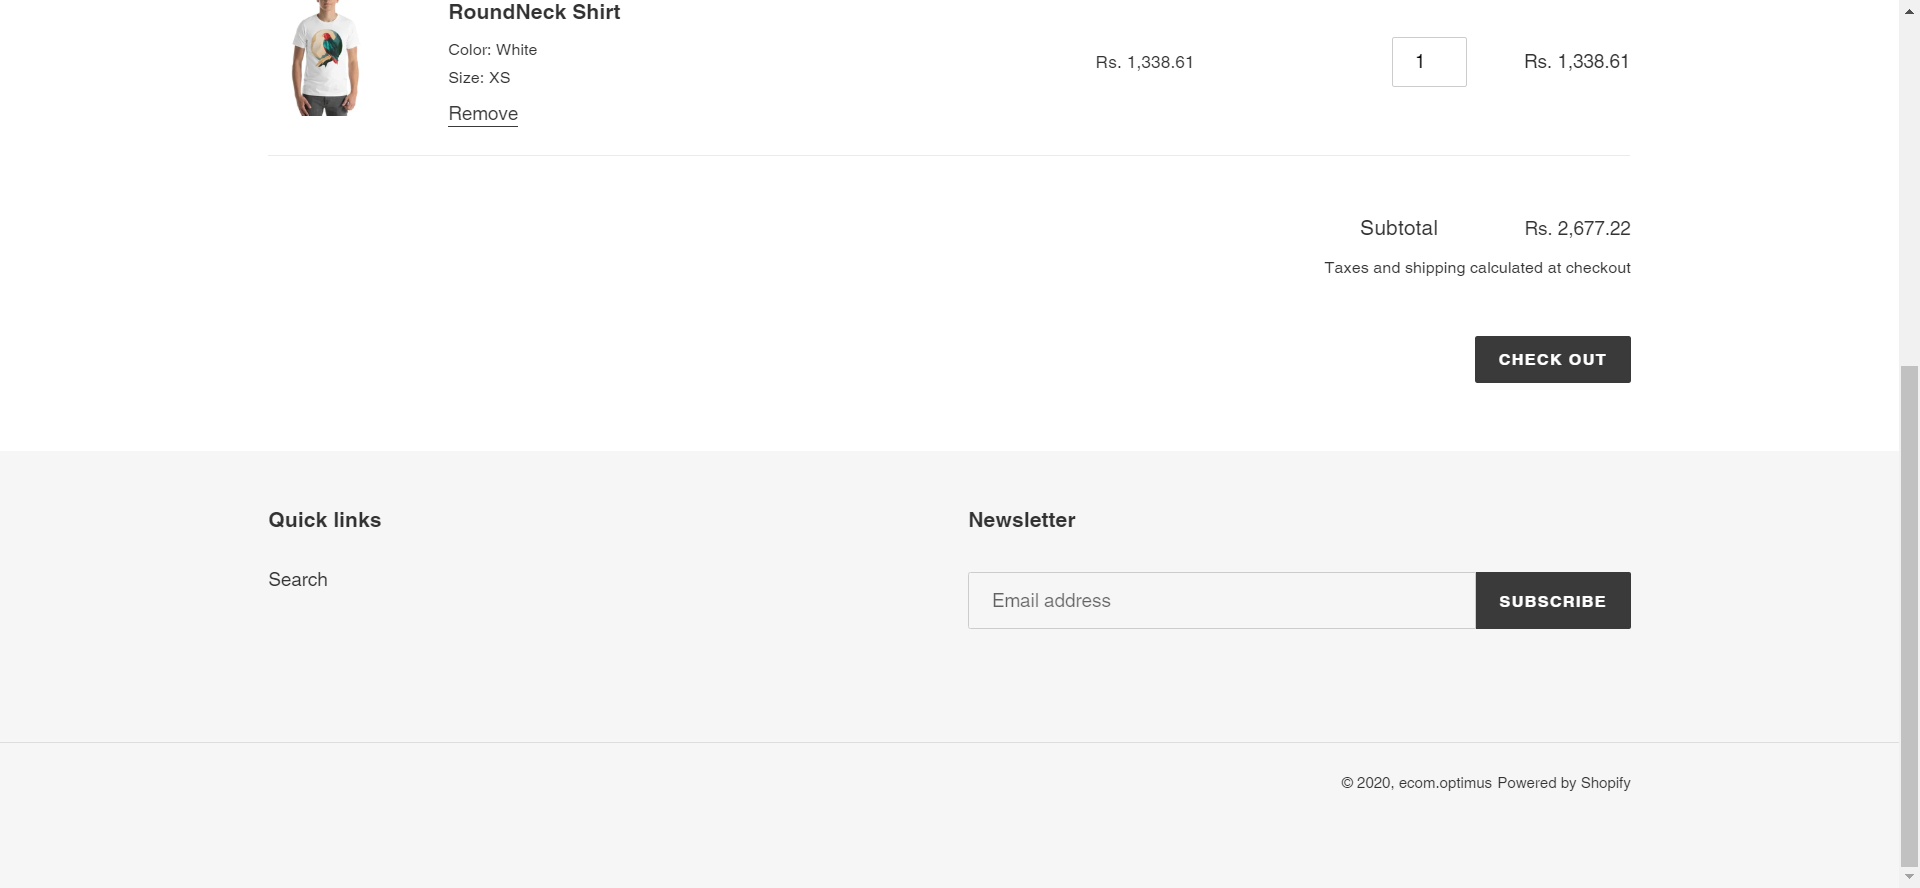 RoundNeck Shirt
Color: White
Size: XS
Remove
Rs. 1,338.61
1
Rs. 1,338.61
Subtotal
Rs. 2,677.22
Taxes and shipping calculated at checkout
CHECK OUT
Quick links
Search
Newsletter
Email address
SUBSCRIBE
© 2020, ecom.optimus Powered by Shopify